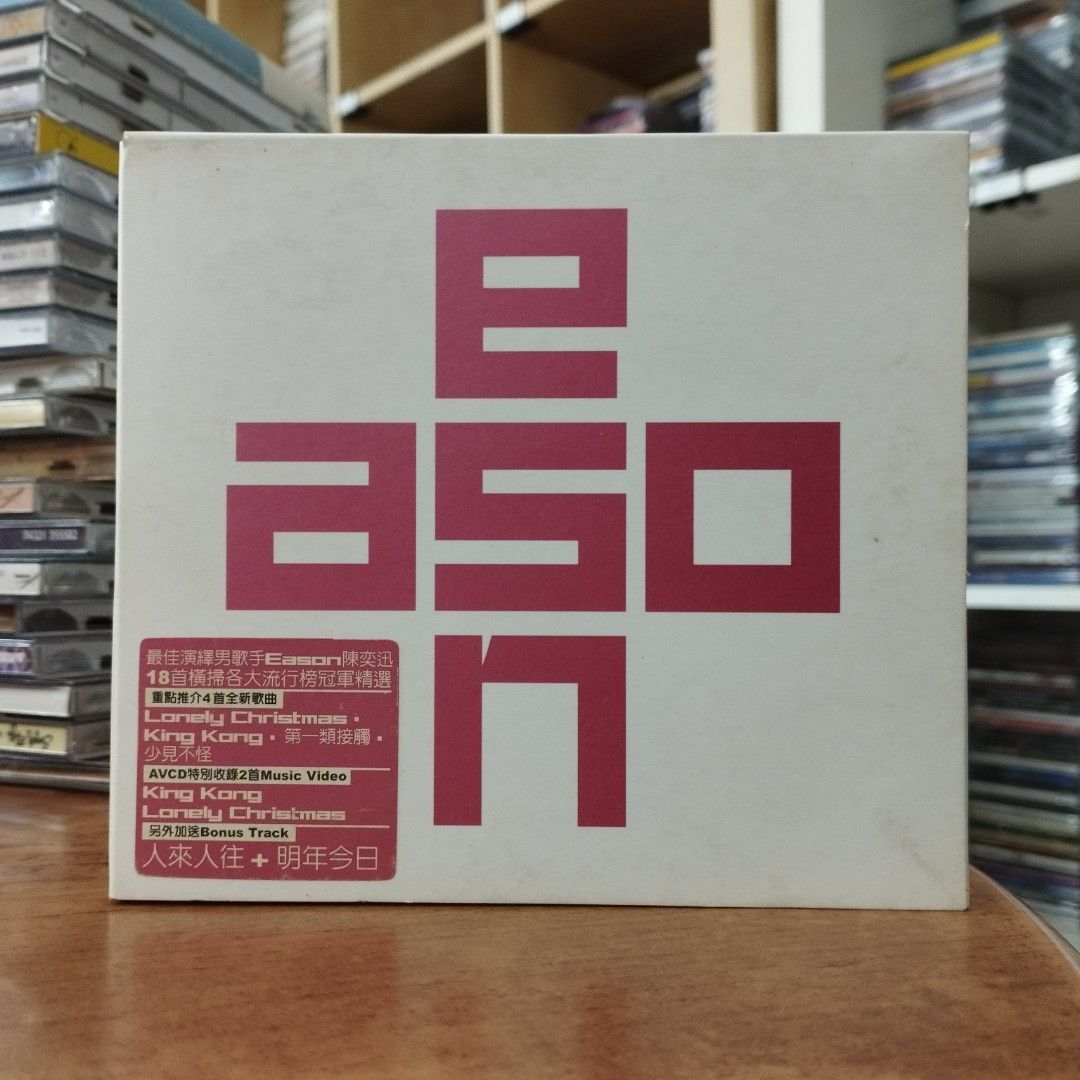 e
aso
n
最佳演繹男歌手Eason陳奕迅
18首橫掃各大流行榜冠軍精選
重點推介4首全新歌曲
Lonely Christmas・
King Kong・第一類接觸・
少見不怪
AVCD特別收錄2首Music Video
King Kong
Lonely Christmas
另外加送Bonus Track
人來人往+明年今日